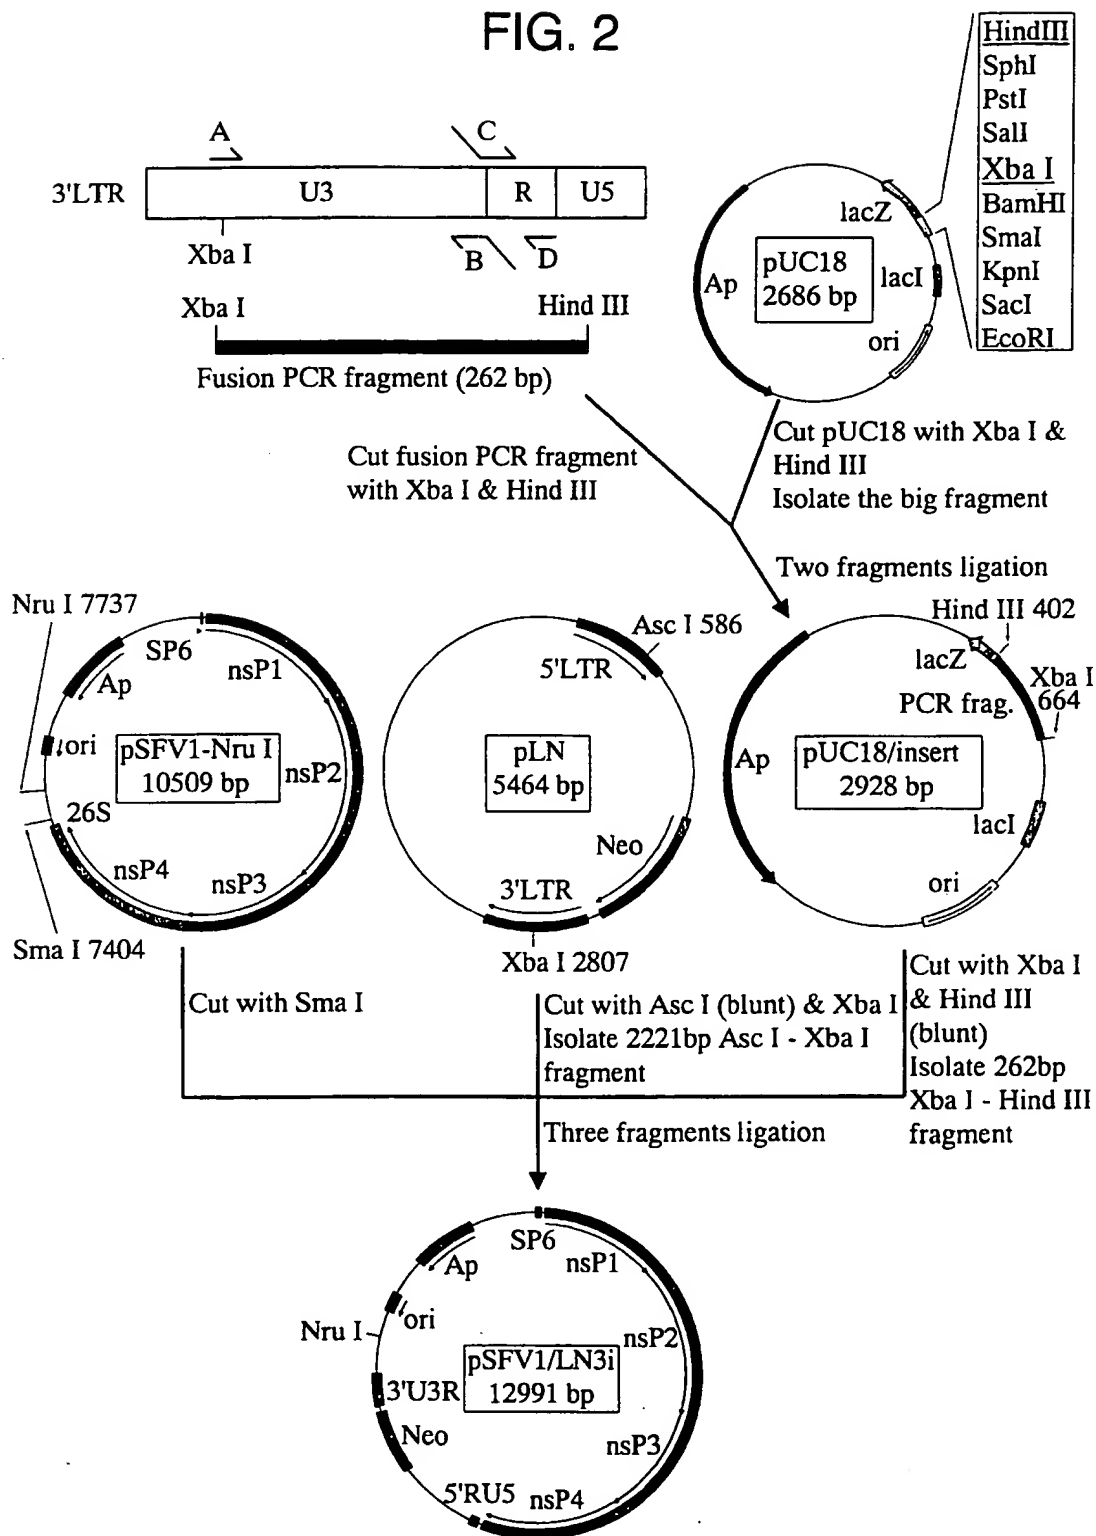 FIG. 2
HindIII
SphI
PstI
SalI
Xba I
BamHI
SmaI
KpnI
SacI
EcoRI
A
C
3'LTR
U3
R
U5
Xba I
B
D
Xba I
Hind III
Fusion PCR fragment (262 bp)
lacZ
pUC18
2686 bp
Ap
lacI
ori
Cut fusion PCR fragment
with Xba I & Hind III
Cut pUC18 with Xba I &
Hind III
Isolate the big fragment
Two fragments ligation
Nru I 7737
SP6
nsP1
Ap
ori
pSFV1-Nru I
10509 bp
nsP2
26S
nsP4
nsP3
Sma I 7404
Asc I 586
5'LTR
pLN
5464 bp
Neo
3'LTR
Xba I 2807
Hind III 402
lacZ
Xba I
664
PCR frag.
Ap
pUC18/insert
2928 bp
lacI
ori
Cut with Sma I
Cut with Asc I (blunt) & Xba I
Isolate 2221bp Asc I - Xba I
fragment
Cut with Xba I
& Hind III
(blunt)
Isolate 262bp
Xba I - Hind III
fragment
Three fragments ligation
SP6
nsP1
Ap
ori
Nru I
nsP2
pSFV1/LN3i
12991 bp
3'U3R
Neo
nsP3
5'RU5
nsP4